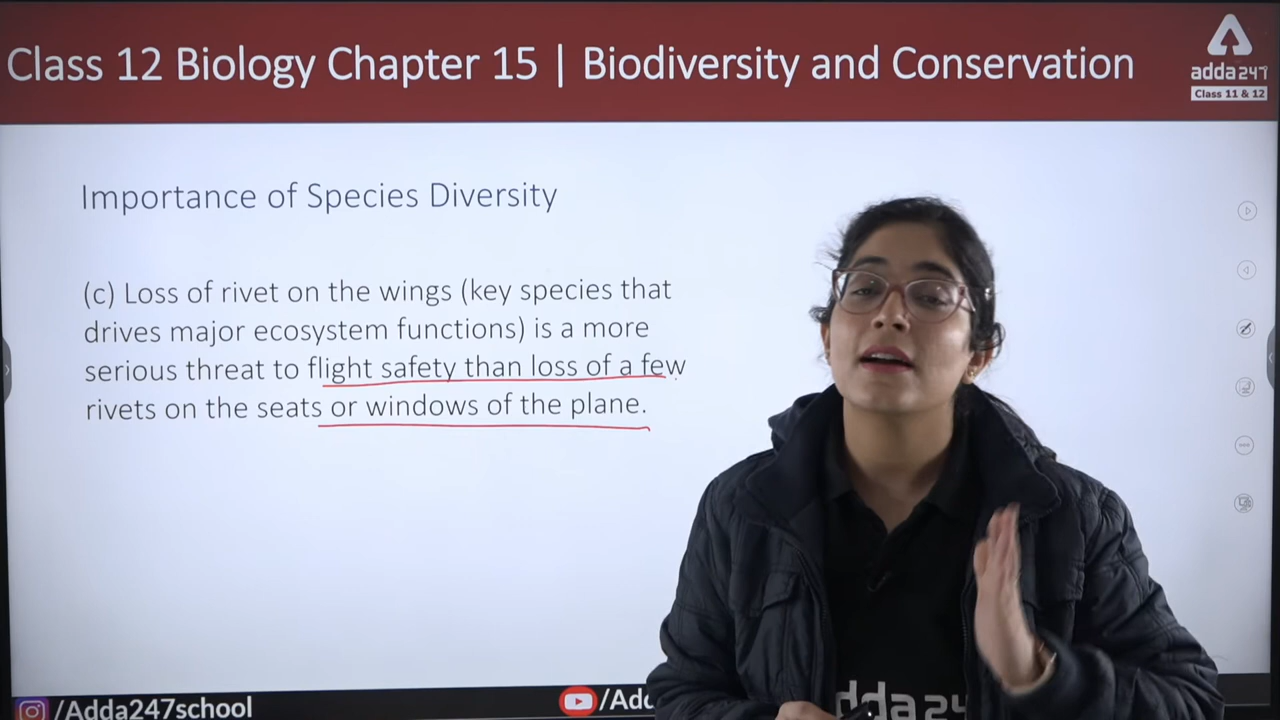 Class 12 Biology Chapter 15 | Biodiversity and Conservation
adda247
Class 11 & 12
Importance of Species Diversity
(c) Loss of rivet on the wings (key species that
drives major ecosystem functions) is a more
serious threat to flight safety than loss of a few
rivets on the seats or windows of the plane.
/Adda247school
/Add